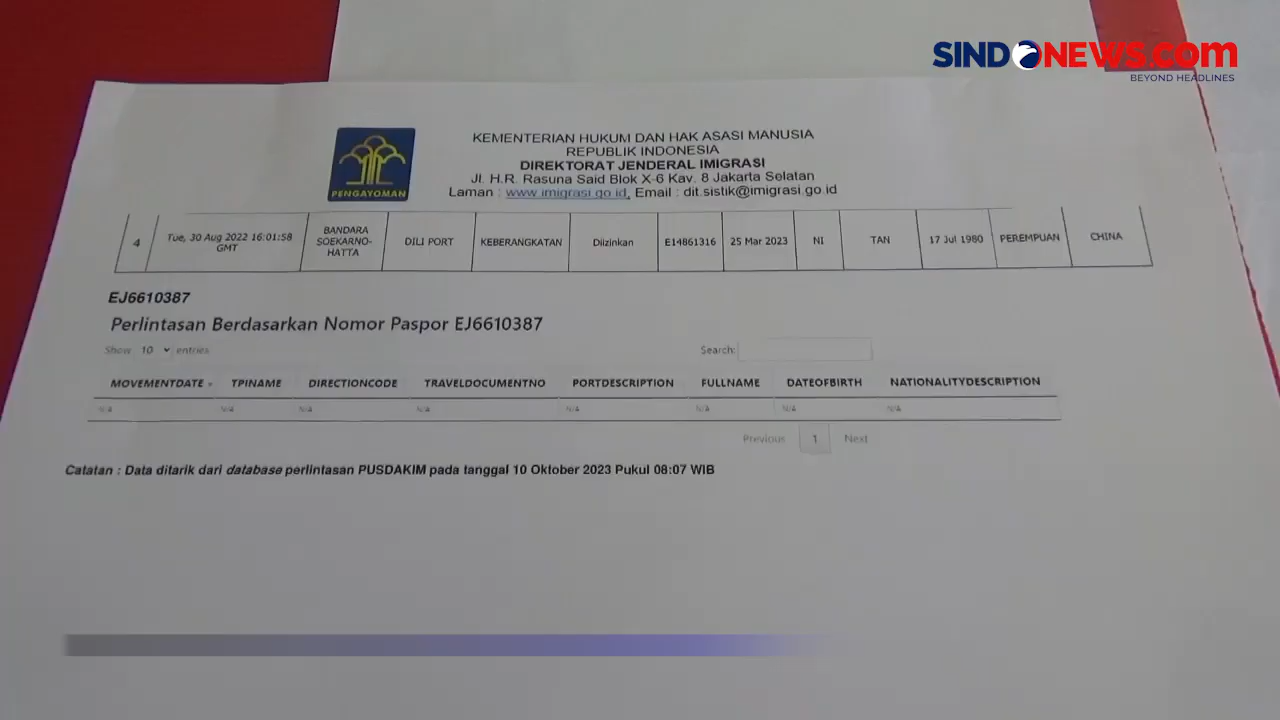 SINDONEWS.com
BEYOND HEADLINES
KEMENTERIAN HUKUM DAN HAK ASASI MANUSIA
REPUBLIK INDONESIA
DIREKTORAT JENDERAL IMIGRASI
Jl. H.R. Rasuna Said Blok X-6 Kav. 8 Jakarta Selatan
Laman : www.imigrasi.go.id, Email : dit.sistik@imigrasi.go.id
PENGAYOMAN
4 Tue, 30 Aug 2022 16:01:58 GMT BANDARA SOEKARNO-HATTA DILI PORT KEBERANGKATAN Diizinkan E14861316 25 Mar 2023 NI TAN 17 Jul 1980 PEREMPUAN CHINA
EJ6610387
Perlintasan Berdasarkan Nomor Paspor EJ6610387
Show 10 entries Search:
MOVEMENTDATE TPINAME DIRECTIONCODE TRAVELDOCUMENTNO PORTDESCRIPTION FULLNAME DATEOFBIRTH NATIONALITYDESCRIPTION
N/A N/A N/A N/A N/A N/A N/A N/A
Previous 1 Next
Catatan : Data ditarik dari database perlintasan PUSDAKIM pada tanggal 10 Oktober 2023 Pukul 08:07 WIB